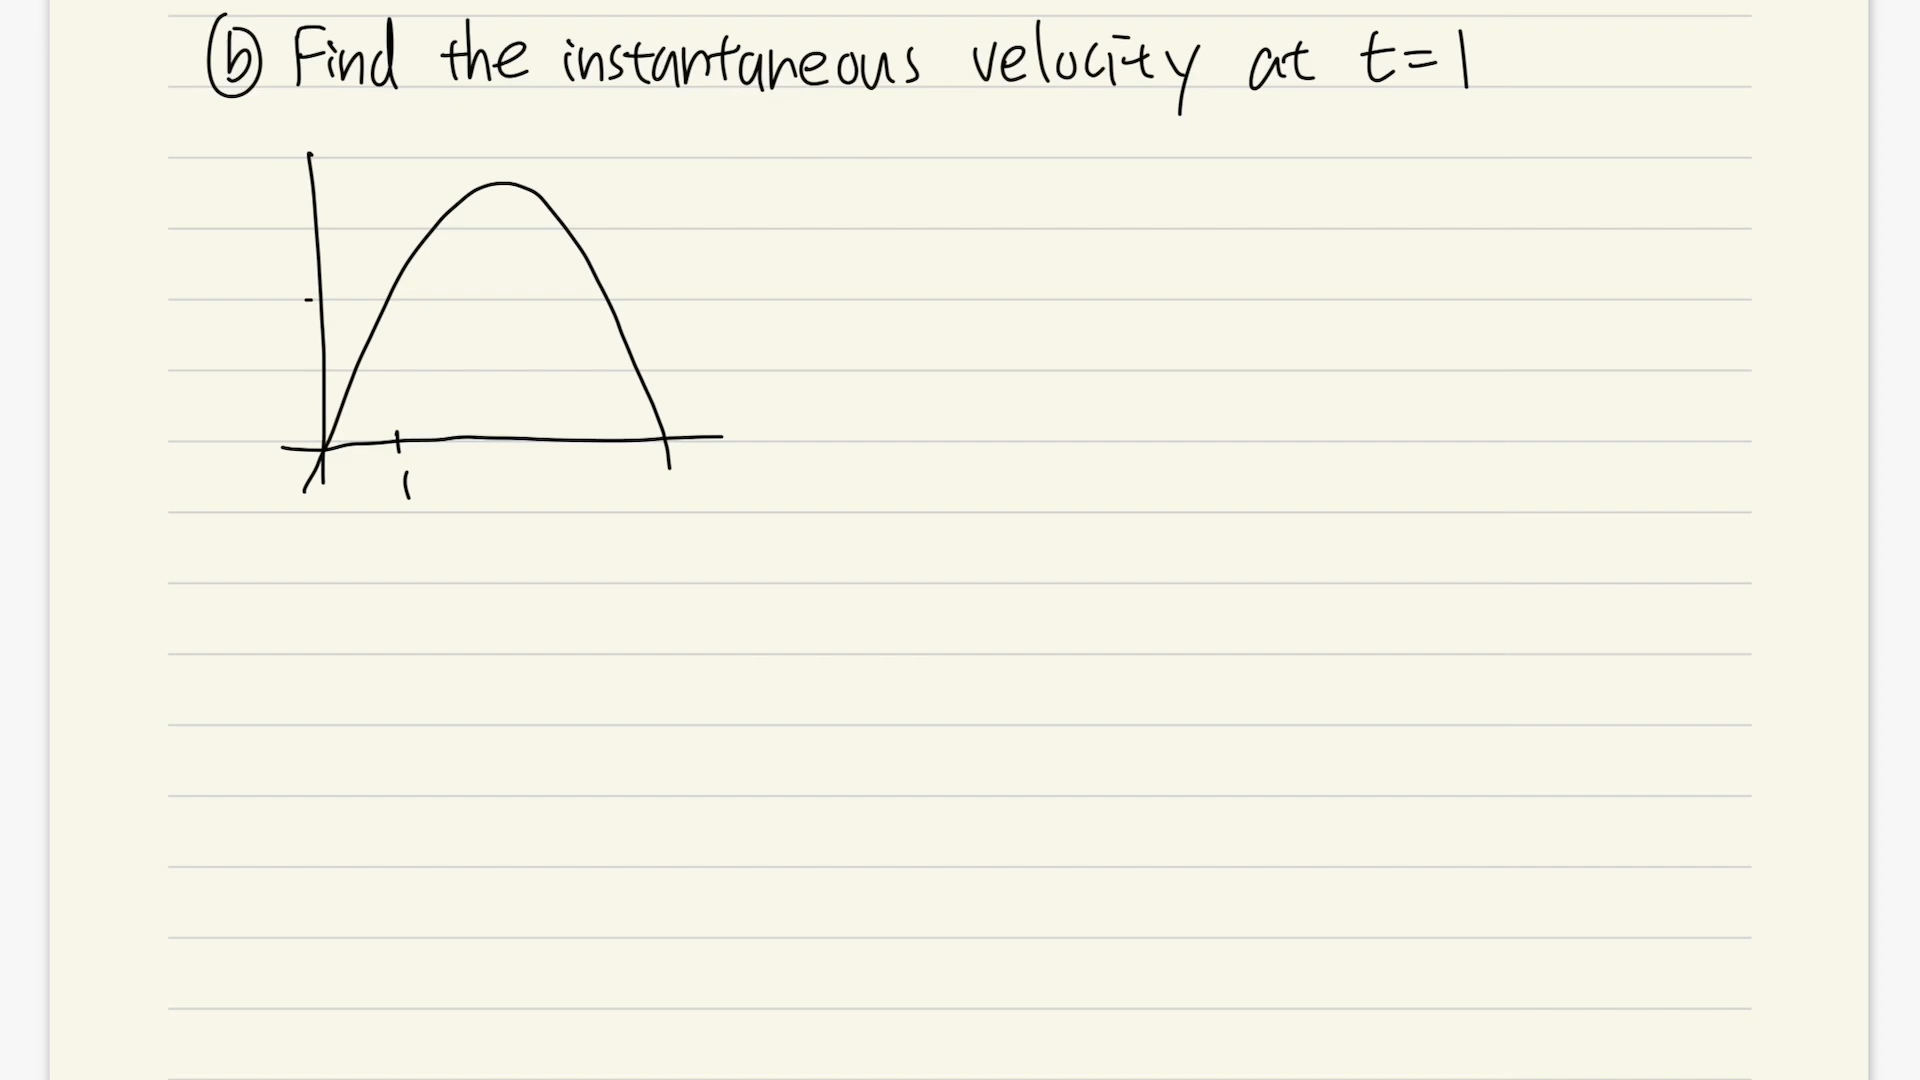 ⓑ Find the instantaneous velocity at t=1
1